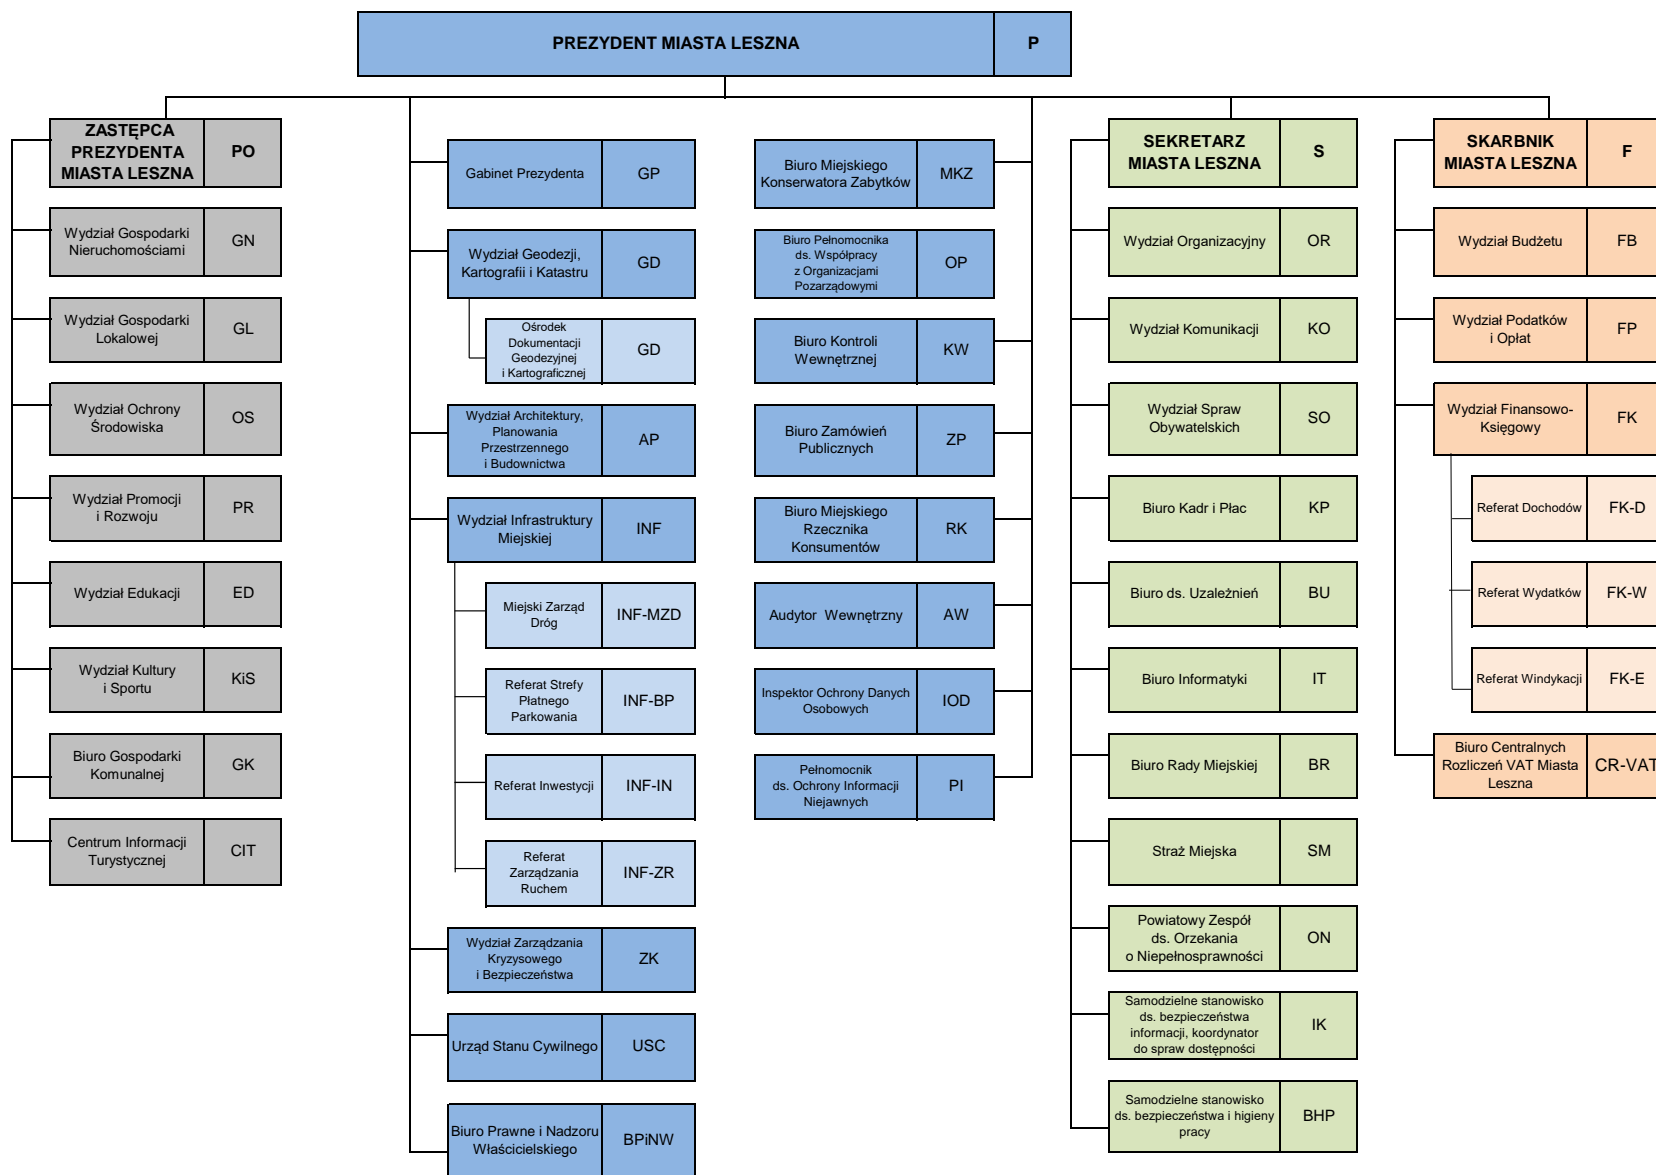 PREZYDENT MIASTA LESZNA
P
ZASTĘPCA
PREZYDENTA
MIASTA LESZNA
PO
Wydział Gospodarki
Nieruchomościami
GN
Wydział Gospodarki
Lokalowej
GL
Wydział Ochrony
Środowiska
OS
Wydział Promocji
i Rozwoju
PR
Wydział Edukacji
ED
Wydział Kultury
i Sportu
KiS
Biuro Gospodarki
Komunalnej
GK
Centrum Informacji
Turystycznej
CIT
Gabinet Prezydenta
GP
Wydział Geodezji,
Kartografii i Katastru
GD
Ośrodek
Dokumentacji
Geodezyjnej
i Kartograficznej
GD
Wydział Architektury,
Planowania
Przestrzennego
i Budownictwa
AP
Wydział Infrastruktury
Miejskiej
INF
Miejski Zarząd
Dróg
INF-MZD
Referat Strefy
Płatnego
Parkowania
INF-BP
Referat Inwestycji
INF-IN
Referat
Zarządzania
Ruchem
INF-ZR
Wydział Zarządzania
Kryzysowego
i Bezpieczeństwa
ZK
Urząd Stanu Cywilnego
USC
Biuro Prawne i Nadzoru
Właścicielskiego
BPiNW
Biuro Miejskiego
Konserwatora Zabytków
MKZ
Biuro Pełnomocnika
ds. Współpracy
z Organizacjami
Pozarządowymi
OP
Biuro Kontroli
Wewnętrznej
KW
Biuro Zamówień
Publicznych
ZP
Biuro Miejskiego
Rzecznika
Konsumentów
RK
Audytor Wewnętrzny
AW
Inspektor Ochrony Danych
Osobowych
IOD
Pełnomocnik
ds. Ochrony Informacji
Niejawnych
PI
SEKRETARZ
MIASTA LESZNA
S
Wydział Organizacyjny
OR
Wydział Komunikacji
KO
Wydział Spraw
Obywatelskich
SO
Biuro Kadr i Płac
KP
Biuro ds. Uzależnień
BU
Biuro Informatyki
IT
Biuro Rady Miejskiej
BR
Straż Miejska
SM
Powiatowy Zespół
ds. Orzekania
o Niepełnosprawności
ON
Samodzielne stanowisko
ds. bezpieczeństwa
informacji, koordynator
do spraw dostępności
IK
Samodzielne stanowisko
ds. bezpieczeństwa i higieny
pracy
BHP
SKARBNIK
MIASTA LESZNA
F
Wydział Budżetu
FB
Wydział Podatków
i Opłat
FP
Wydział Finansowo-
Księgowy
FK
Referat Dochodów
FK-D
Referat Wydatków
FK-W
Referat Windykacji
FK-E
Biuro Centralnych
Rozliczeń VAT Miasta
Leszna
CR-VAT